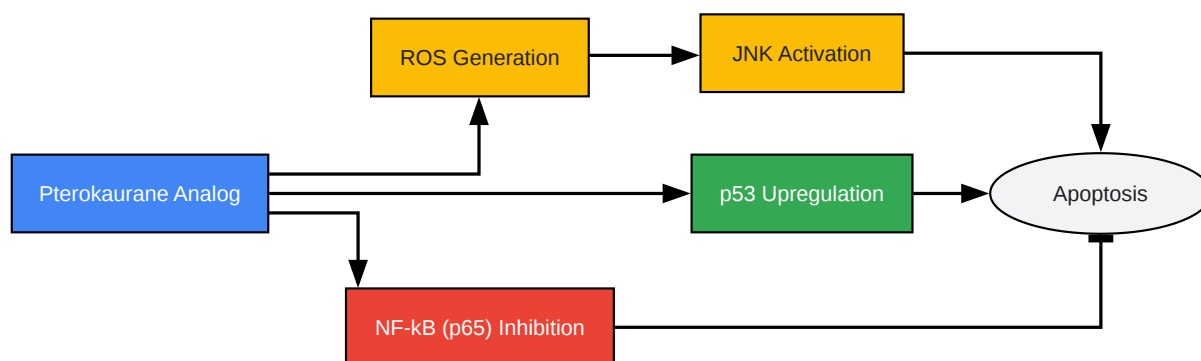 ROS Generation
JNK Activation
Pterokaurane Analog
p53 Upregulation
Apoptosis
NF-kB (p65) Inhibition